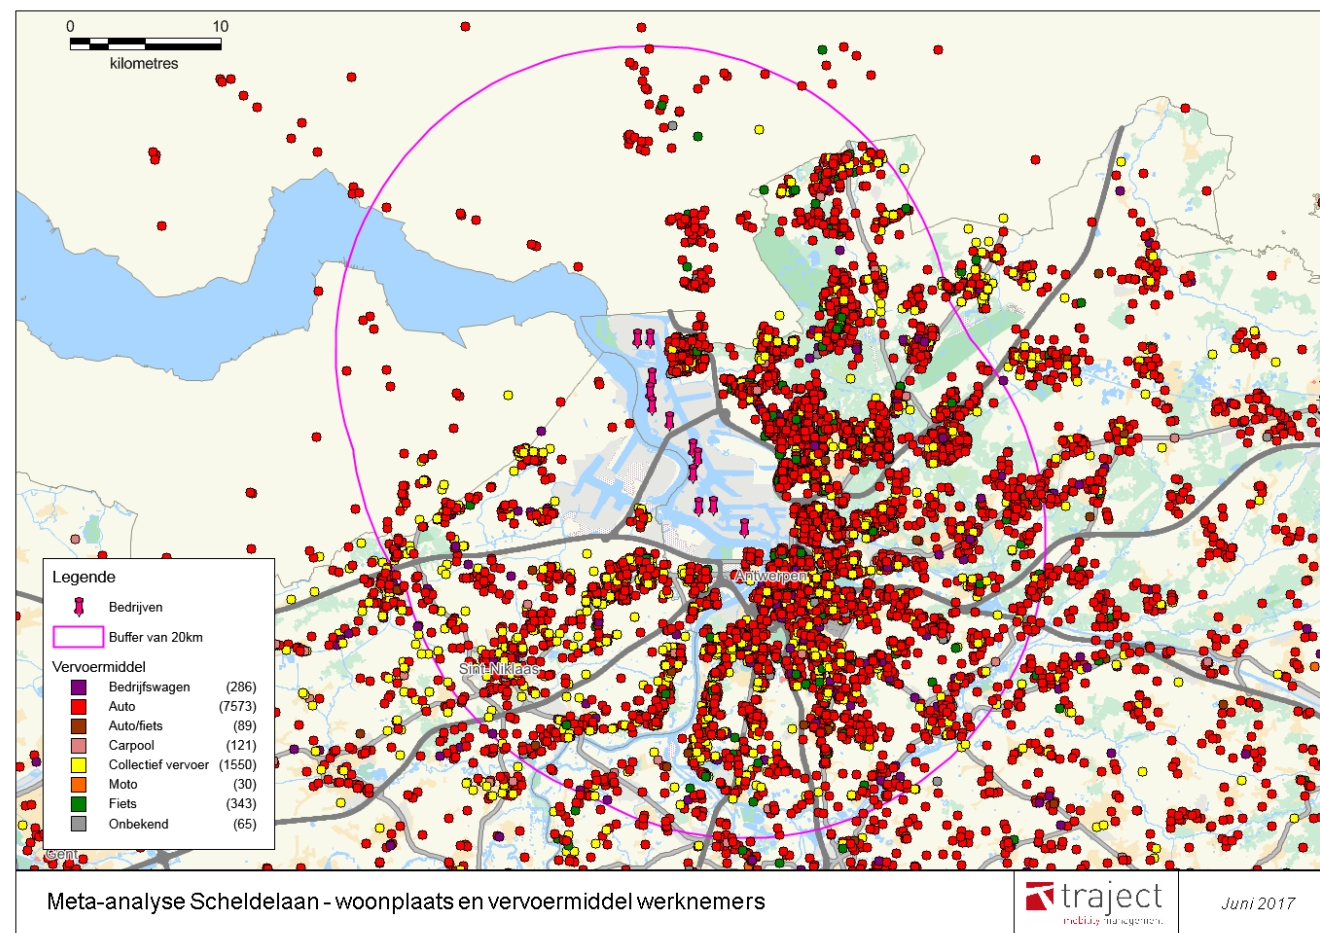 0 10
kilometres
Antwerpen
Sint-Niklaas
Legende
Bedrijven
Buffer van 20km
Vervoermiddel
Bedrijfswagen (286)
Auto (7573)
Auto/fiets (89)
Carpool (121)
Collectief vervoer (1550)
Moto (30)
Fiets (343)
Onbekend (65)
Gent
Meta-analyse Scheldelaan - woonplaats en vervoermiddel werknemers
traject
mobility management
Juni 2017